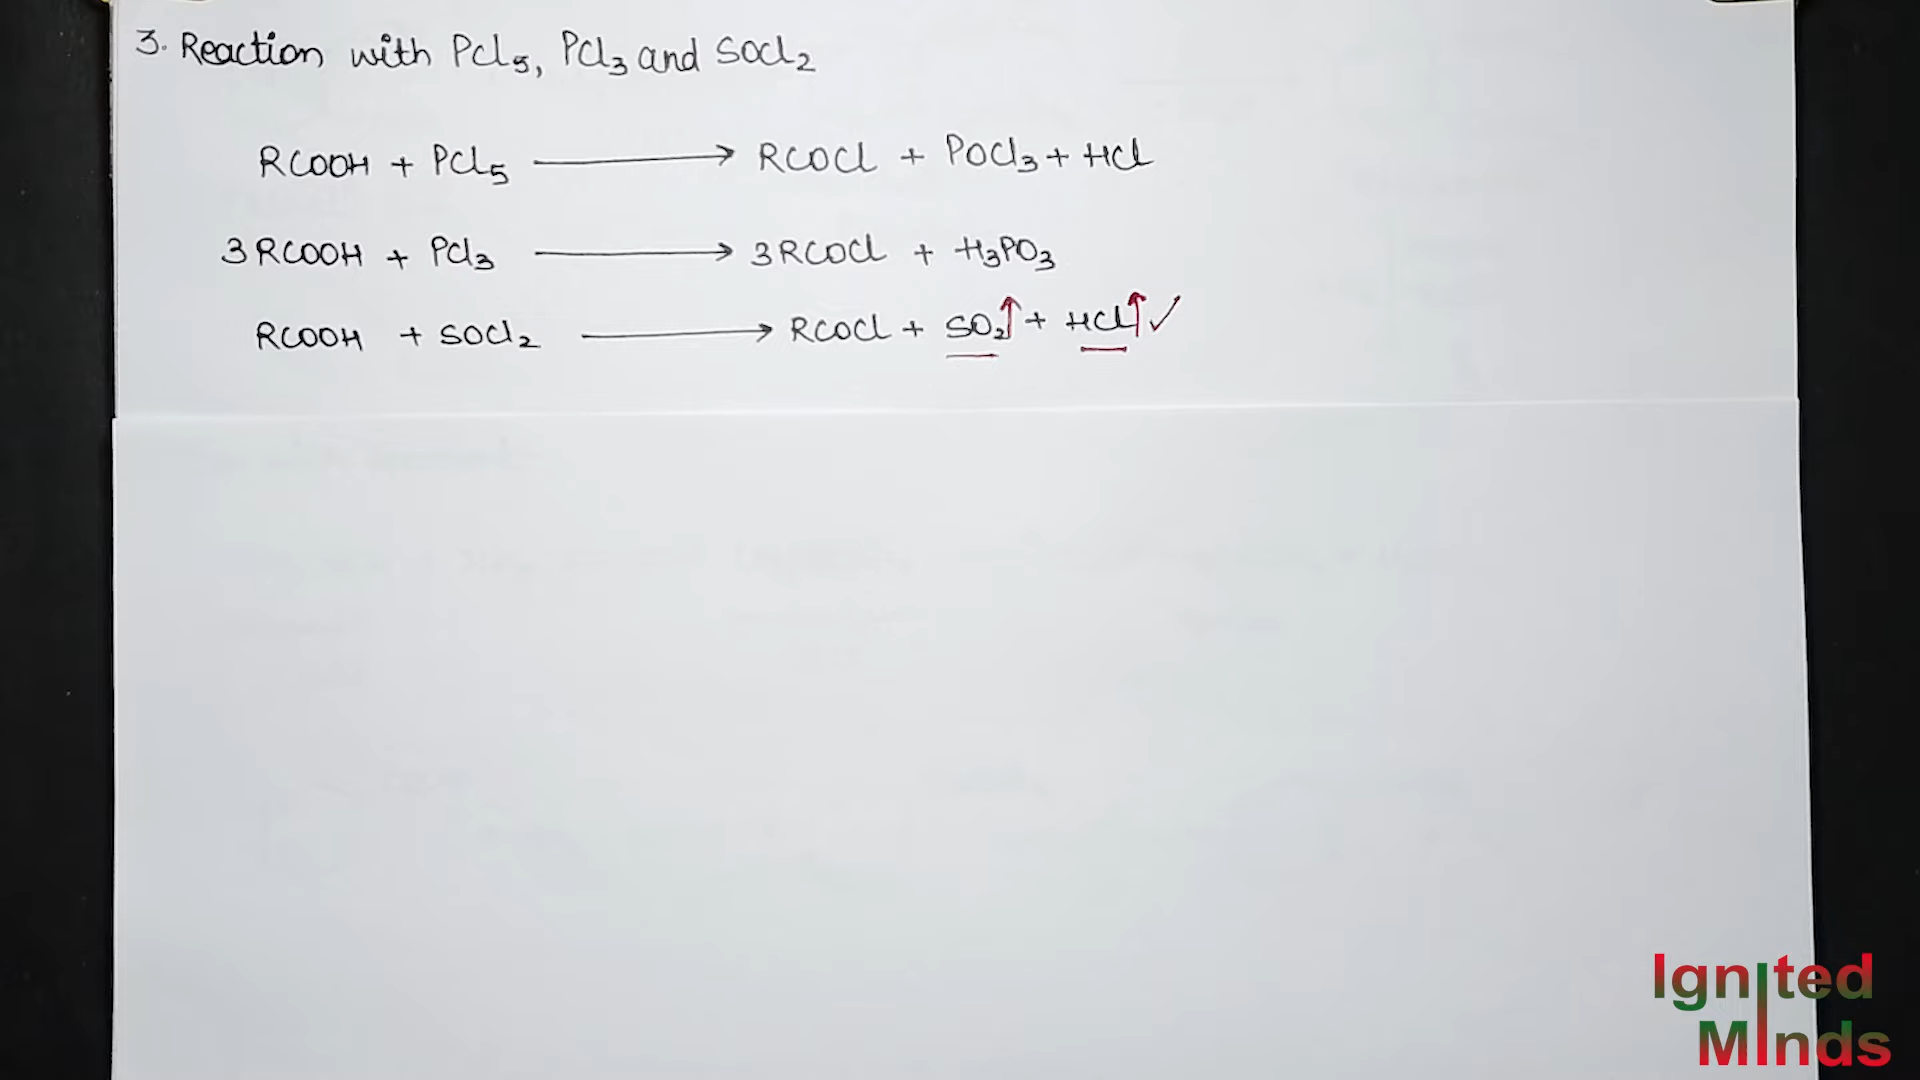 3. Reaction with PCl5, PCl3 and SOCl2
RCOOH + PCl5 ⟶ RCOCl + POCl3 + HCl
3RCOOH + PCl3 ⟶ 3RCOCl + H3PO3
RCOOH + SOCl2 ⟶ RCOCl + SO2↑ + HCl↑ ✓
Ignited
Minds